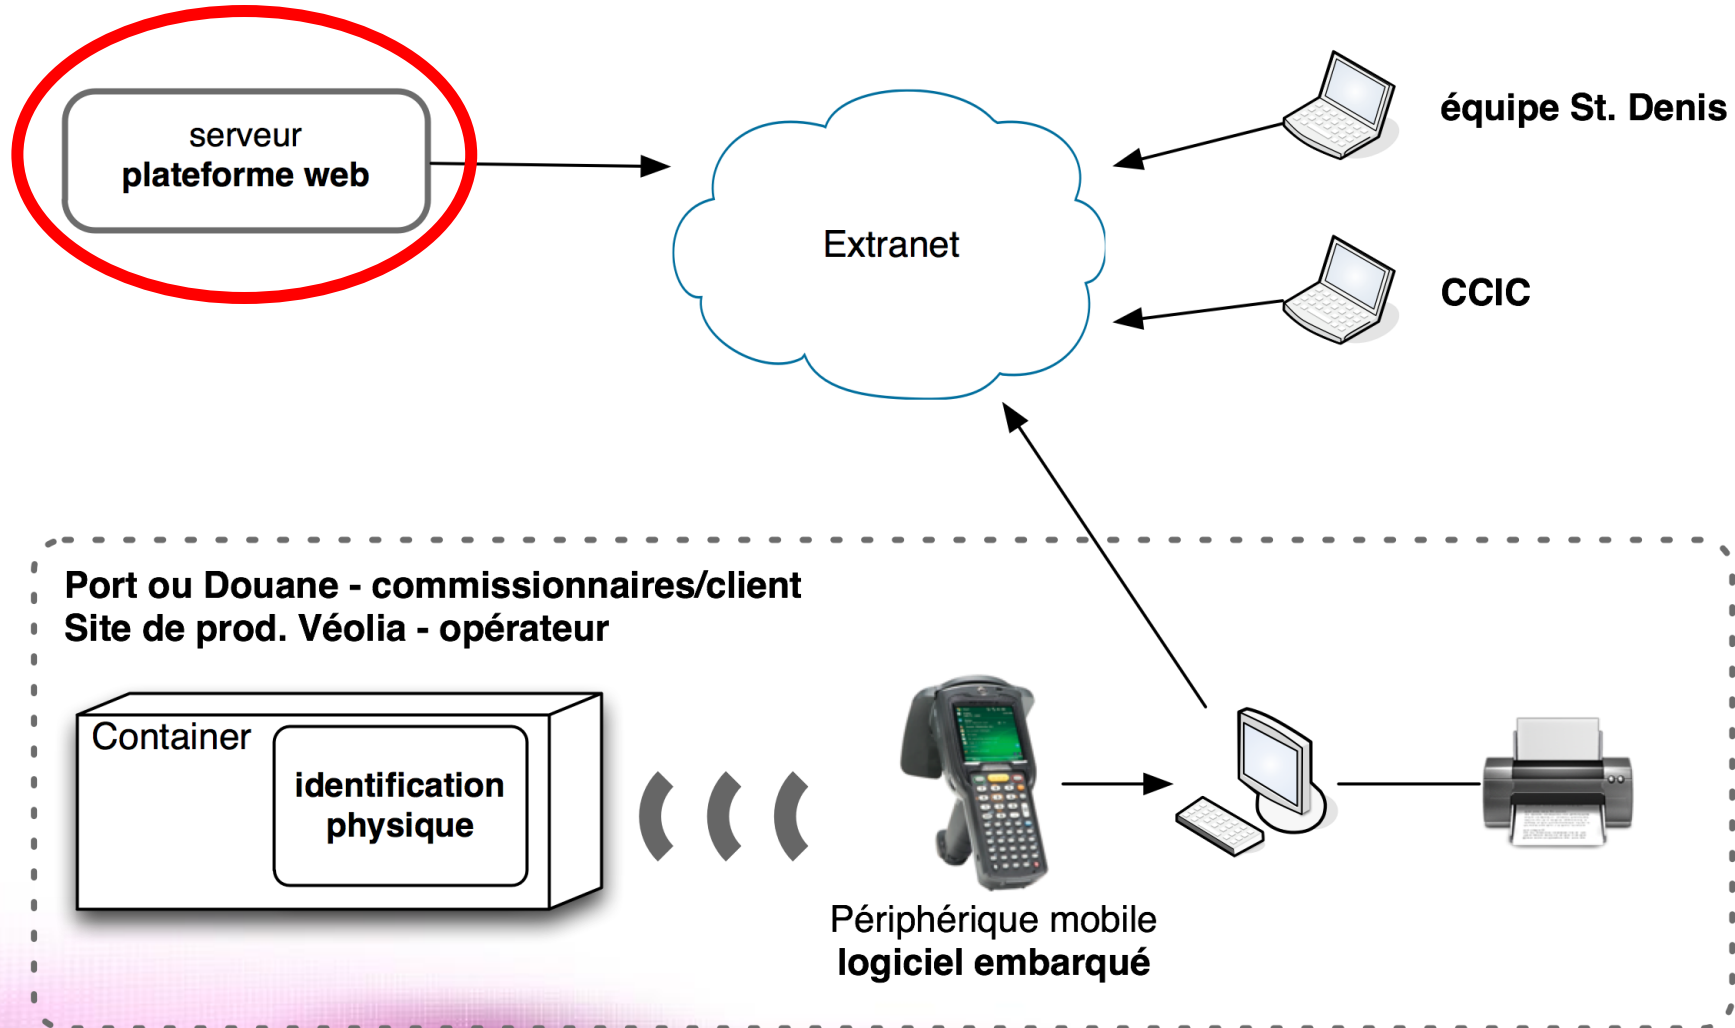 serveur
plateforme web
Extranet
équipe St. Denis
CCIC
Port ou Douane - commissionnaires/client
Site de prod. Véolia - opérateur
Container
identification
physique
Périphérique mobile
logiciel embarqué